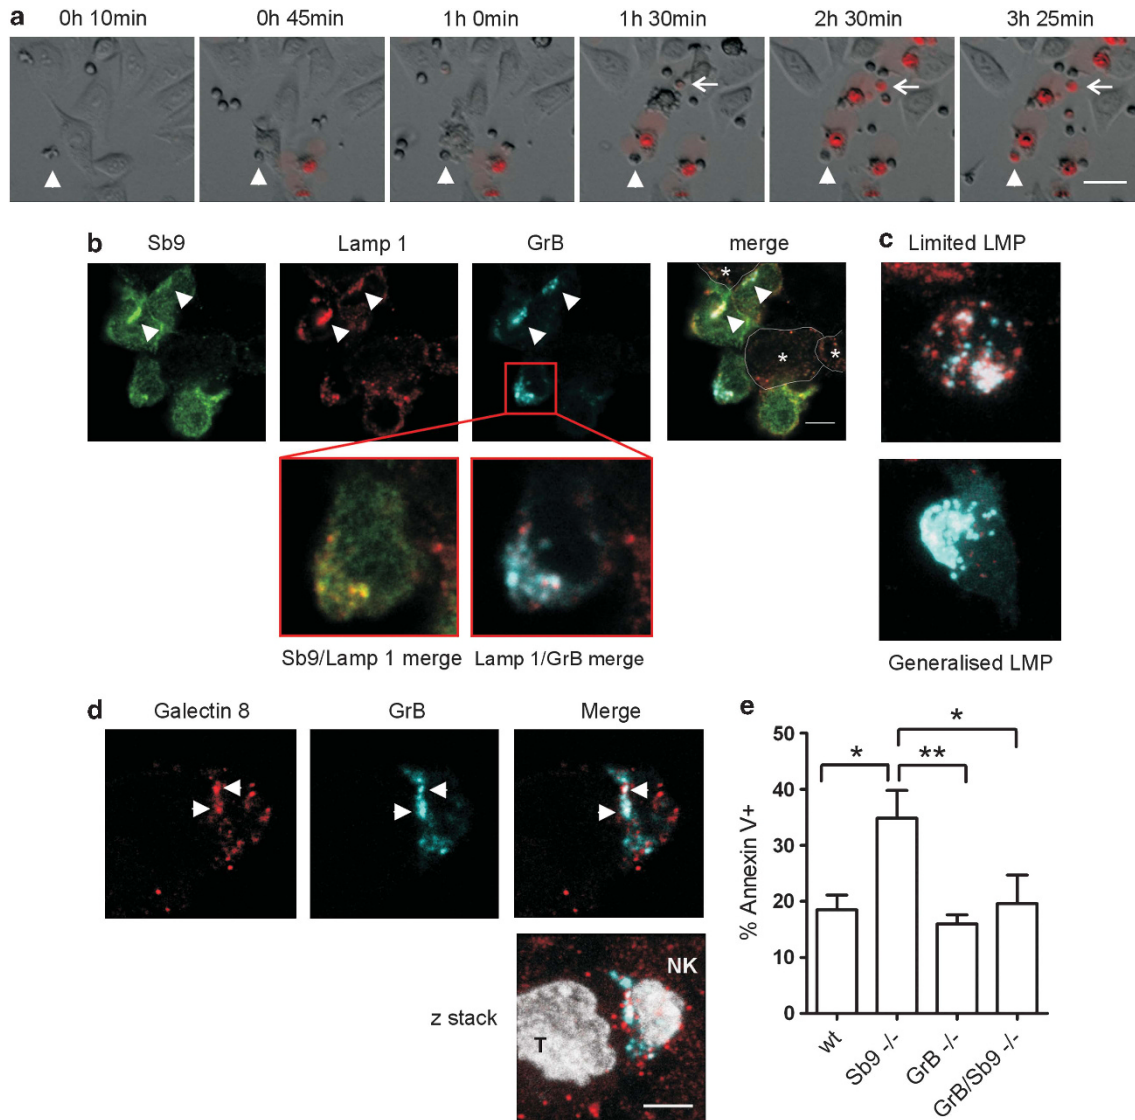 a
0h 10min 0h 45min 1h 0min 1h 30min 2h 30min 3h 25min
b
Sb9 Lamp 1 GrB merge
* * *
c
Limited LMP
Generalised LMP
Sb9/Lamp 1 merge Lamp 1/GrB merge
d
Galectin 8 GrB Merge
z stack
T NK
e
% Annexin V+
50
40
30
20
10
0
* ** *
wt Sb9 -/- GrB -/- GrB/Sb9 -/-